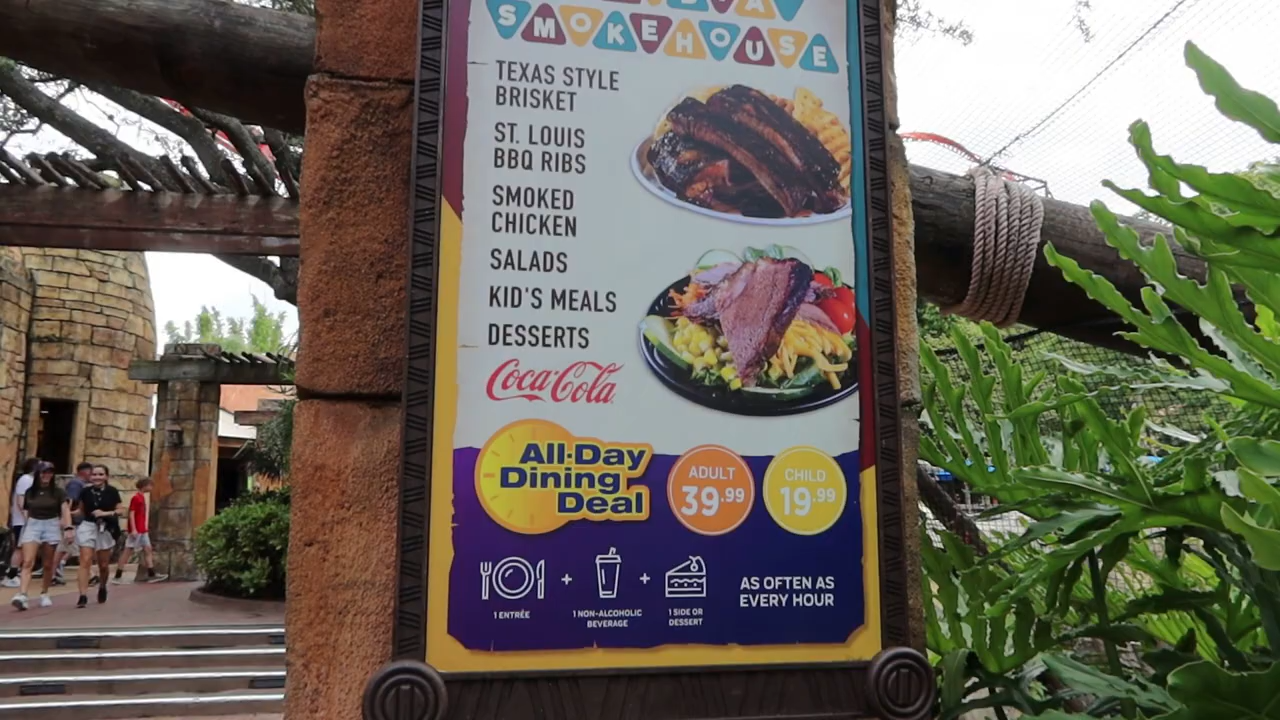 SMOKEHOUSE
TEXAS STYLE
BRISKET
ST. LOUIS
BBQ RIBS
SMOKED
CHICKEN
SALADS
KID'S MEALS
DESSERTS
Coca-Cola
All-Day
Dining
Deal
ADULT
39.99
CHILD
19.99
+
+
1 ENTRÉE
1 NON-ALCOHOLIC
BEVERAGE
1 SIDE OR
DESSERT
AS OFTEN AS
EVERY HOUR